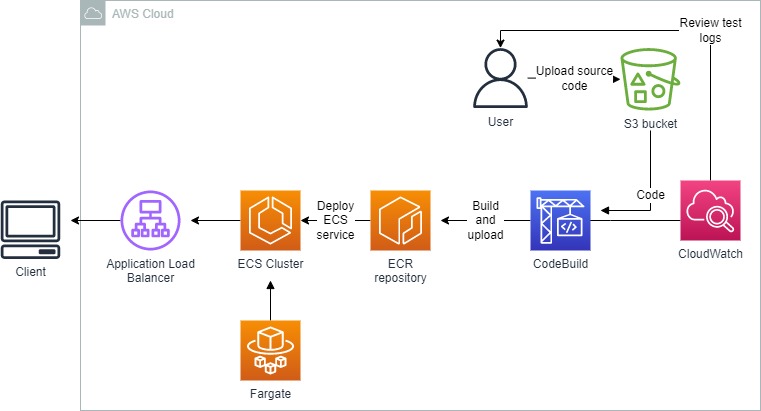 AWS Cloud
Review test
logs
Upload source
code
User
S3 bucket
Code
Deploy
ECS
service
Build
and
upload
Client
Application Load
Balancer
ECS Cluster
ECR
repository
CodeBuild
CloudWatch
Fargate